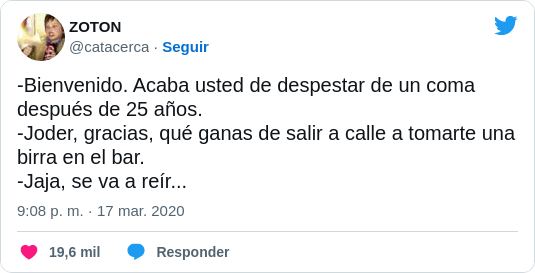 ZOTON
@catacerca · Seguir
-Bienvenido. Acaba usted de despestar de un coma
después de 25 años.
-Joder, gracias, qué ganas de salir a calle a tomarte una
birra en el bar.
-Jaja, se va a reír...
9:08 p. m. · 17 mar. 2020
19,6 mil Responder